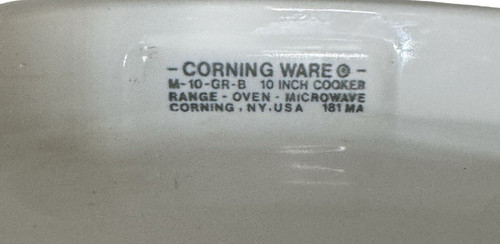 - CORNING WARE ® -
M-10-GR-B 10 INCH COOKER
RANGE - OVEN - MICROWAVE
CORNING, NY, USA 181 MA